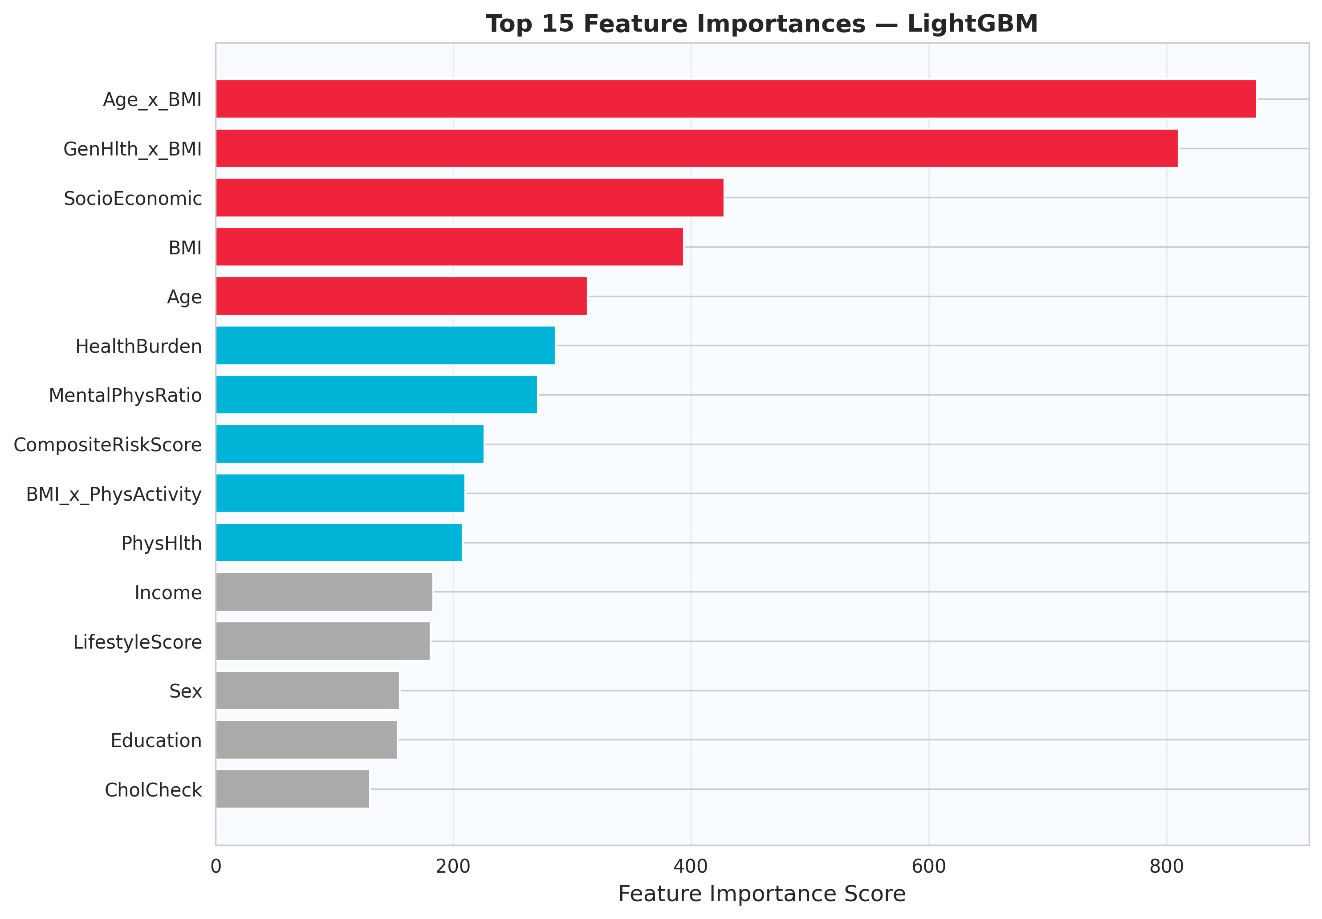 Top 15 Feature Importances — LightGBM
Age_x_BMI
GenHlth_x_BMI
SocioEconomic
BMI
Age
HealthBurden
MentalPhysRatio
CompositeRiskScore
BMI_x_PhysActivity
PhysHlth
Income
LifestyleScore
Sex
Education
CholCheck
0 200 400 600 800
Feature Importance Score